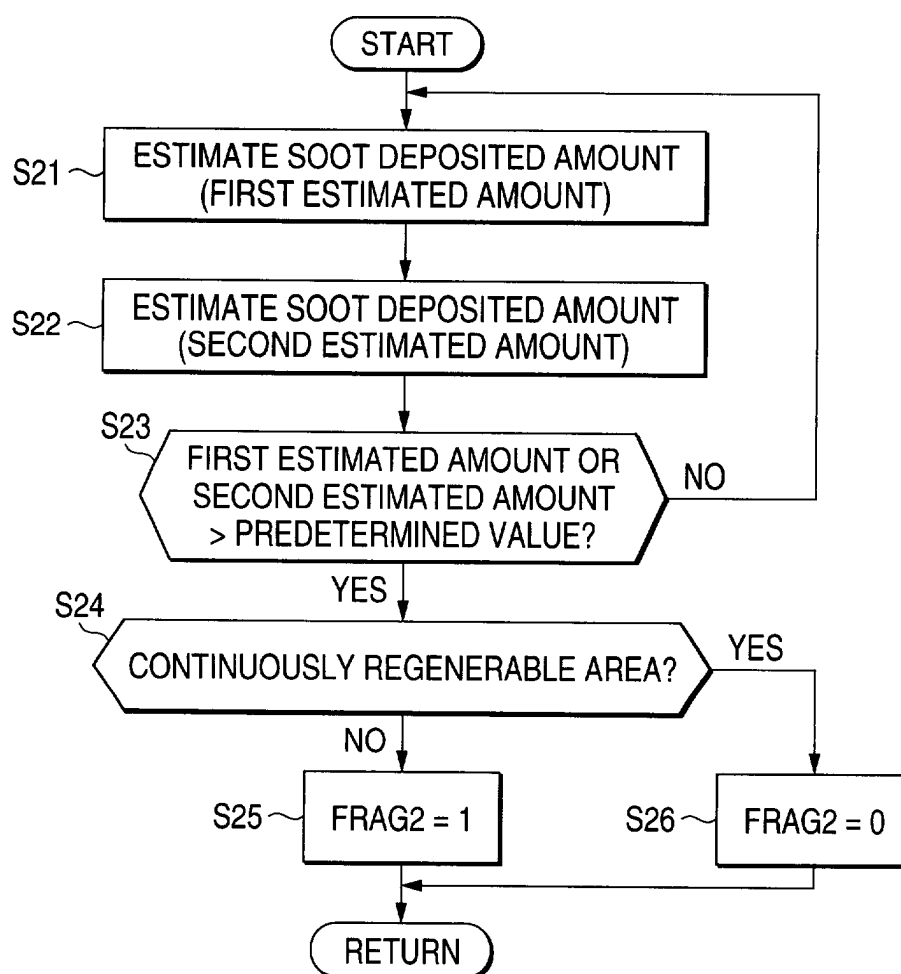 START
S21
ESTIMATE SOOT DEPOSITED AMOUNT
(FIRST ESTIMATED AMOUNT)
S22
ESTIMATE SOOT DEPOSITED AMOUNT
(SECOND ESTIMATED AMOUNT)
S23
FIRST ESTIMATED AMOUNT OR
SECOND ESTIMATED AMOUNT
> PREDETERMINED VALUE?
NO
YES
S24
CONTINUOUSLY REGENERABLE AREA?
YES
NO
S25
FRAG2 = 1
S26
FRAG2 = 0
RETURN